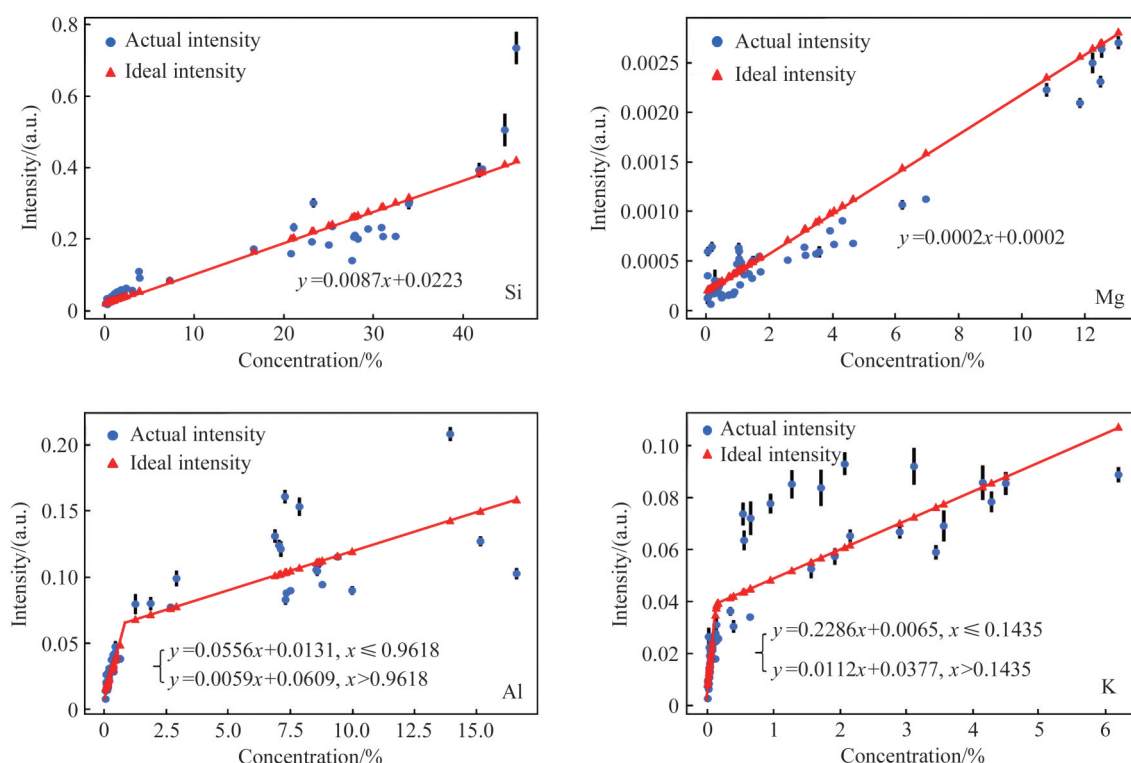 0.8
0.6
0.4
0.2
0
Intensity/(a.u.)
Actual intensity
Ideal intensity
y=0.0087x+0.0223
Si
0 10 20 30 40
Concentration/%
0.0025
0.0020
0.0015
0.0010
0.0005
0
Intensity/(a.u.)
Actual intensity
Ideal intensity
y=0.0002x+0.0002
Mg
0 2 4 6 8 10 12
Concentration/%
0.20
0.15
0.10
0.05
0
Intensity/(a.u.)
Actual intensity
Ideal intensity
y=0.0556x+0.0131, x ≤ 0.9618
y=0.0059x+0.0609, x>0.9618
Al
0 2.5 5.0 7.5 10.0 12.5 15.0
Concentration/%
0.10
0.08
0.06
0.04
0.02
0
Intensity/(a.u.)
Actual intensity
Ideal intensity
y=0.2286x+0.0065, x ≤ 0.1435
y=0.0112x+0.0377, x>0.1435
K
0 1 2 3 4 5 6
Concentration/%